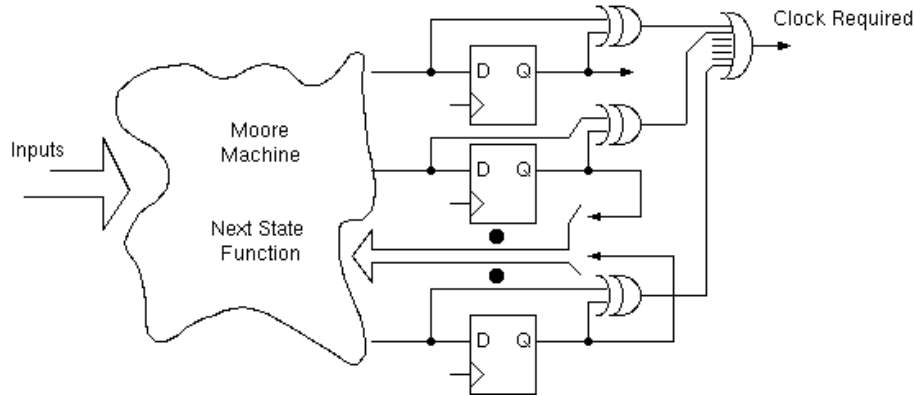 Clock Required
D Q
Moore
Machine
Inputs
D Q
Next State
Function
D Q